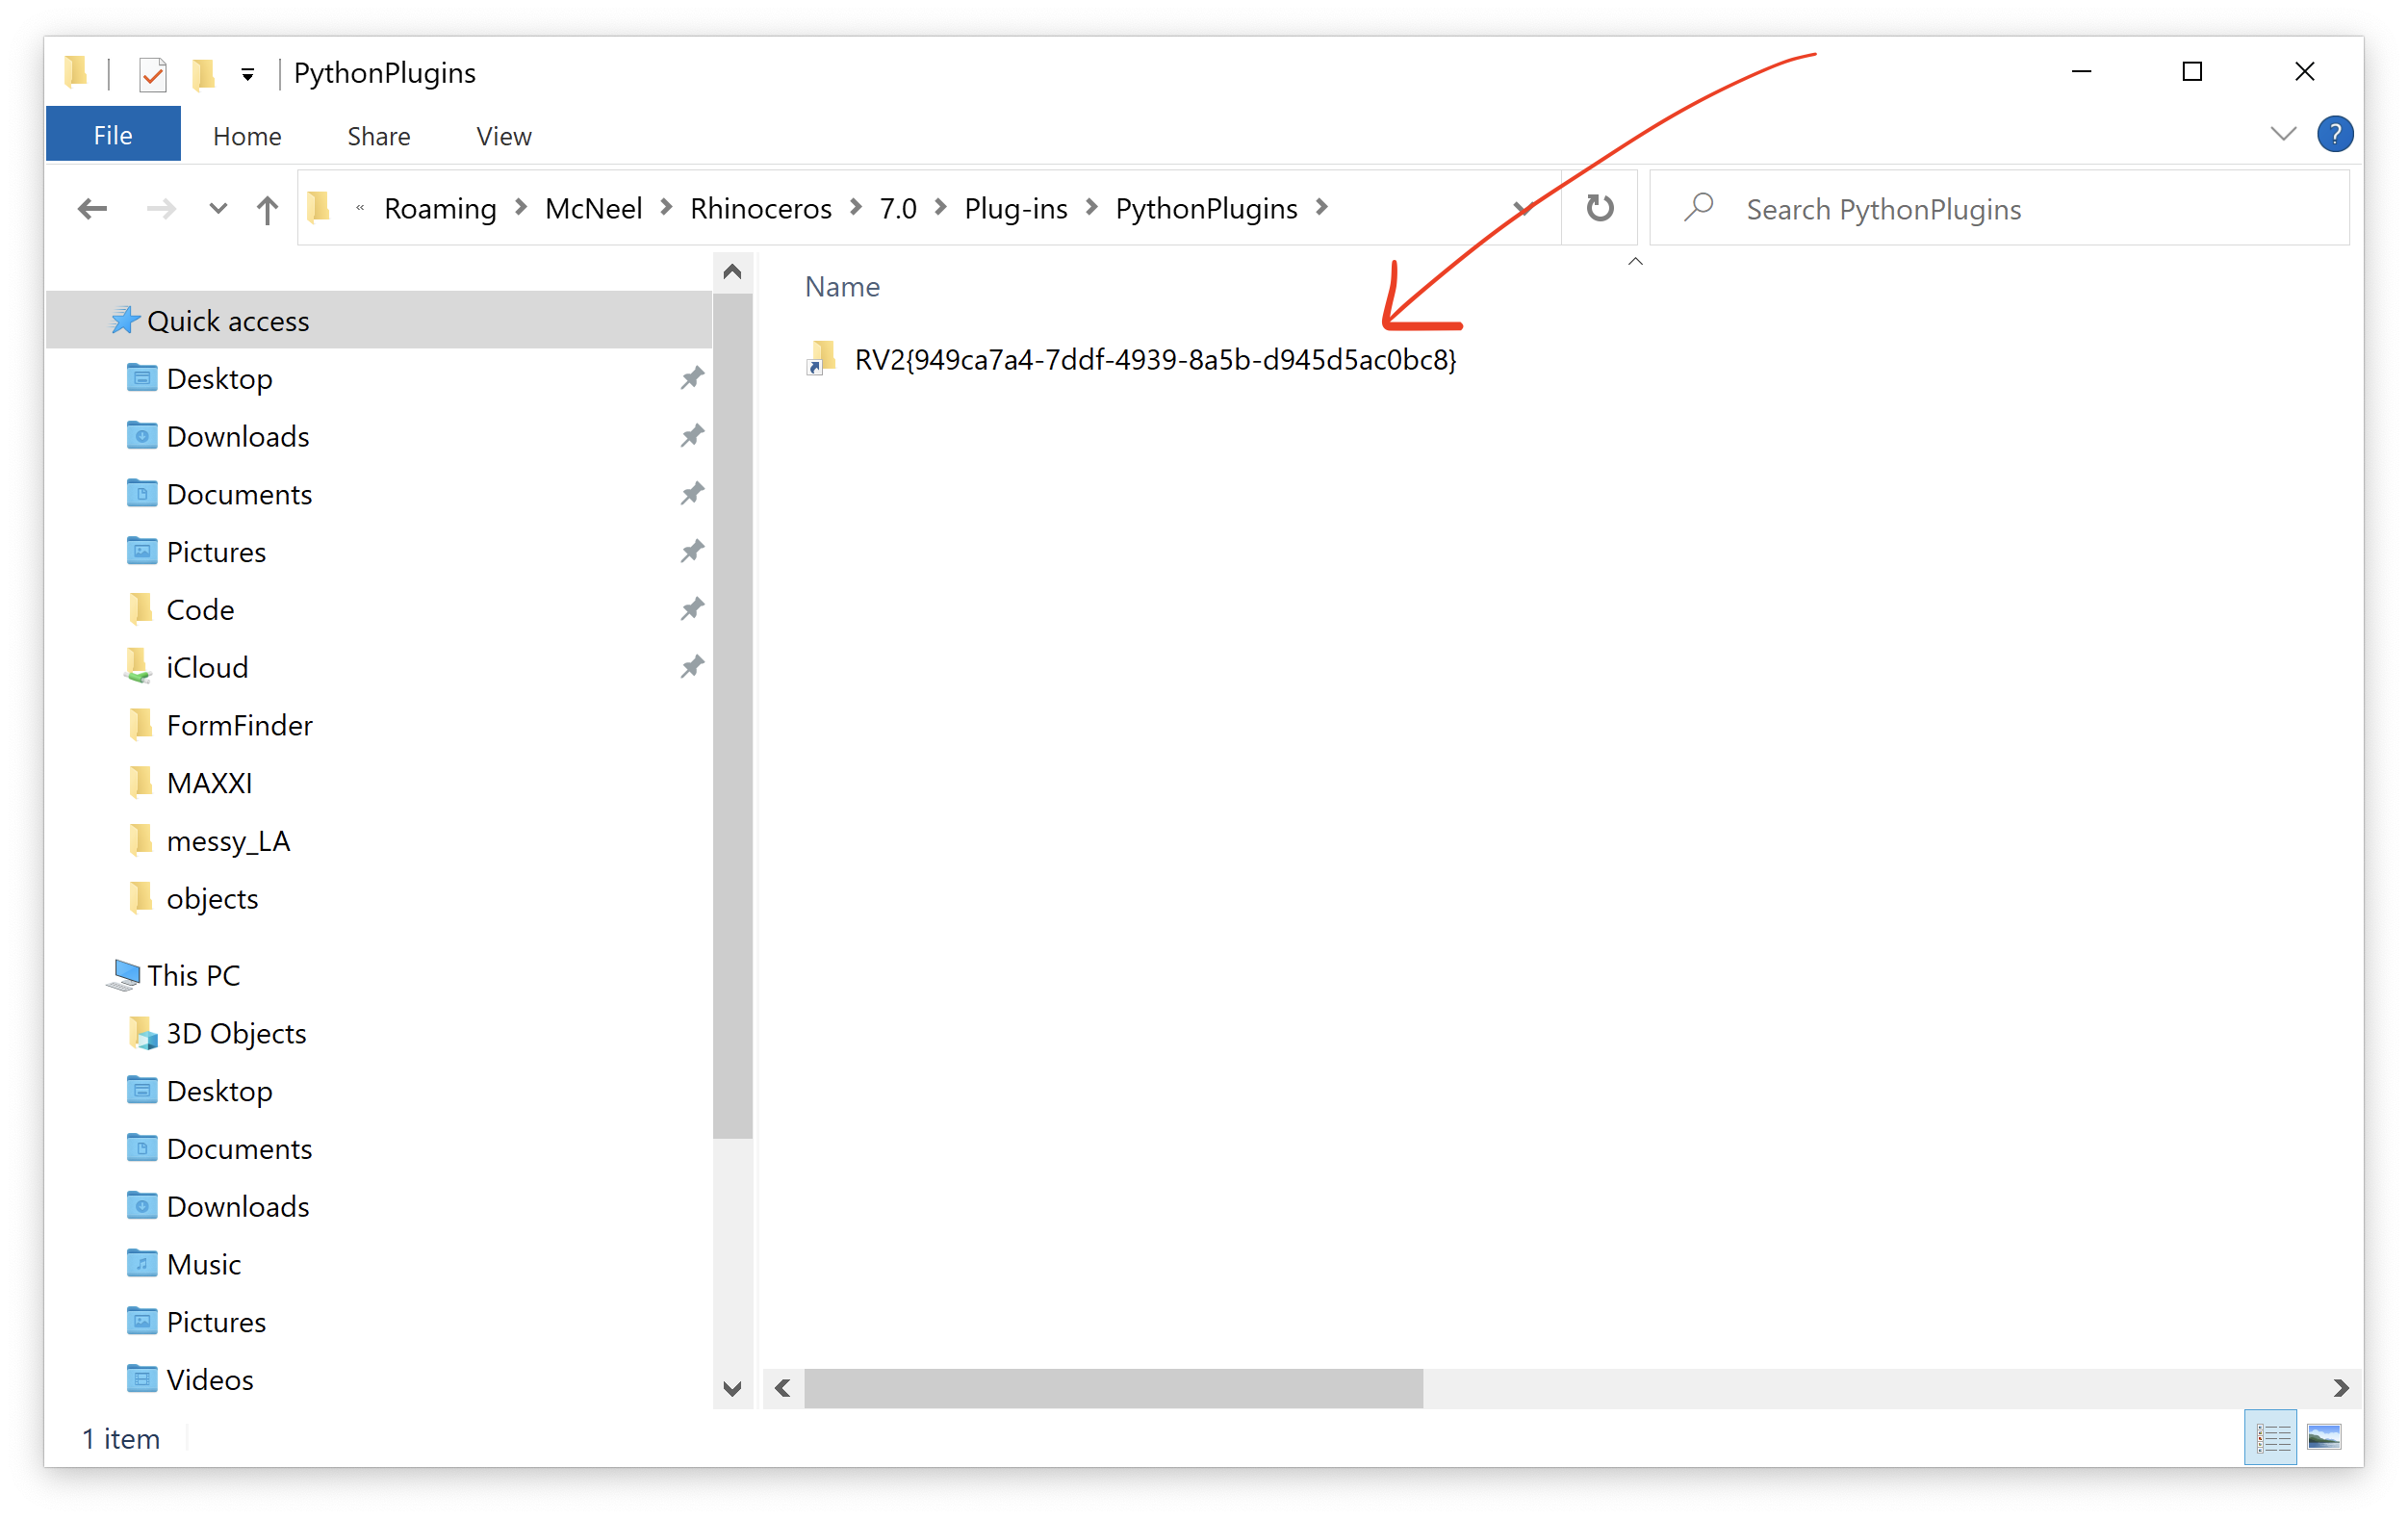 PythonPlugins
File Home Share View
?
« Roaming McNeel Rhinoceros 7.0 Plug-ins PythonPlugins
Search PythonPlugins
Name
RV2{949ca7a4-7ddf-4939-8a5b-d945d5ac0bc8}
Quick access
Desktop
Downloads
Documents
Pictures
Code
iCloud
FormFinder
MAXXI
messy_LA
objects
This PC
3D Objects
Desktop
Documents
Downloads
Music
Pictures
Videos
1 item